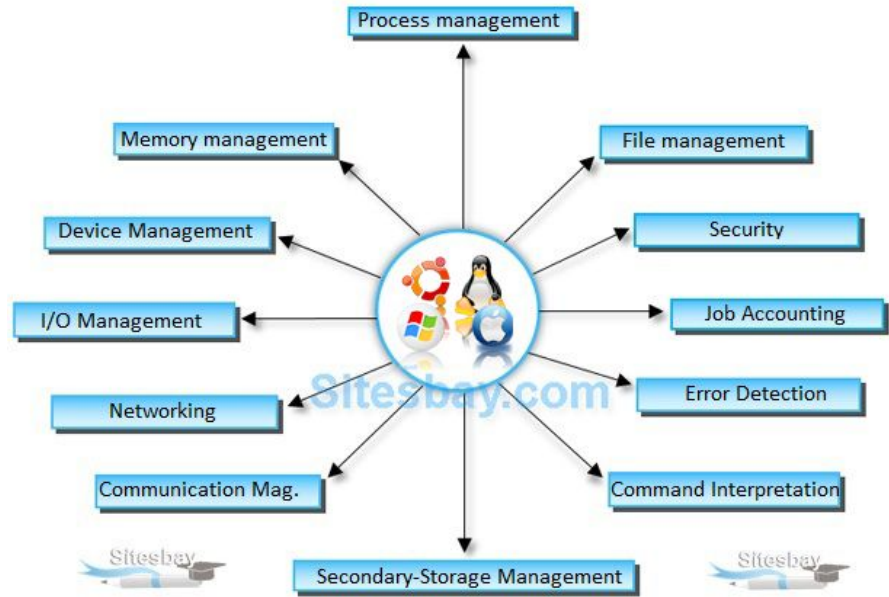 Process management
Memory management
File management
Device Management
Security
I/O Management
Job Accounting
Sitesbay.com
Networking
Error Detection
Communication Mag.
Command Interpretation
Secondary-Storage Management
Sitesbay
Sitesbay